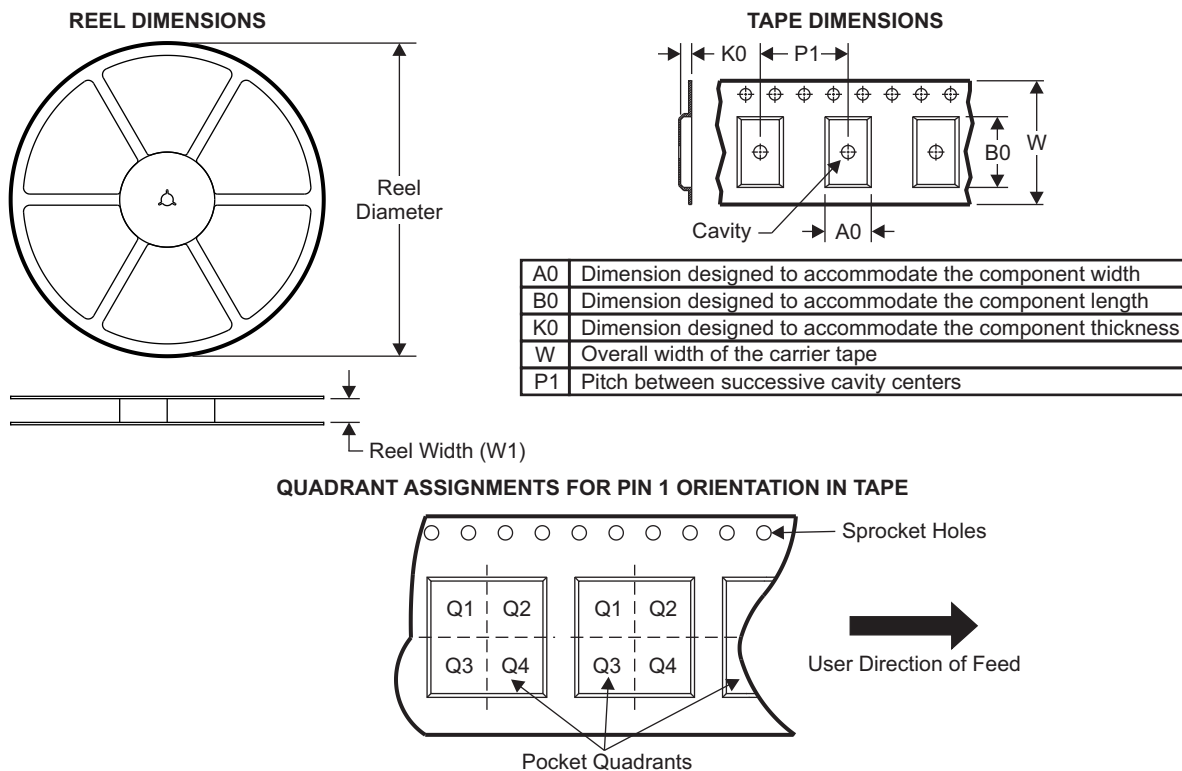 REEL DIMENSIONS
Reel
Diameter
Reel Width (W1)
TAPE DIMENSIONS
K0 P1
B0 W
Cavity A0
A0 Dimension designed to accommodate the component width
B0 Dimension designed to accommodate the component length
K0 Dimension designed to accommodate the component thickness
W Overall width of the carrier tape
P1 Pitch between successive cavity centers
QUADRANT ASSIGNMENTS FOR PIN 1 ORIENTATION IN TAPE
Sprocket Holes
Q1 Q2 Q1 Q2
Q3 Q4 Q3 Q4
User Direction of Feed
Pocket Quadrants